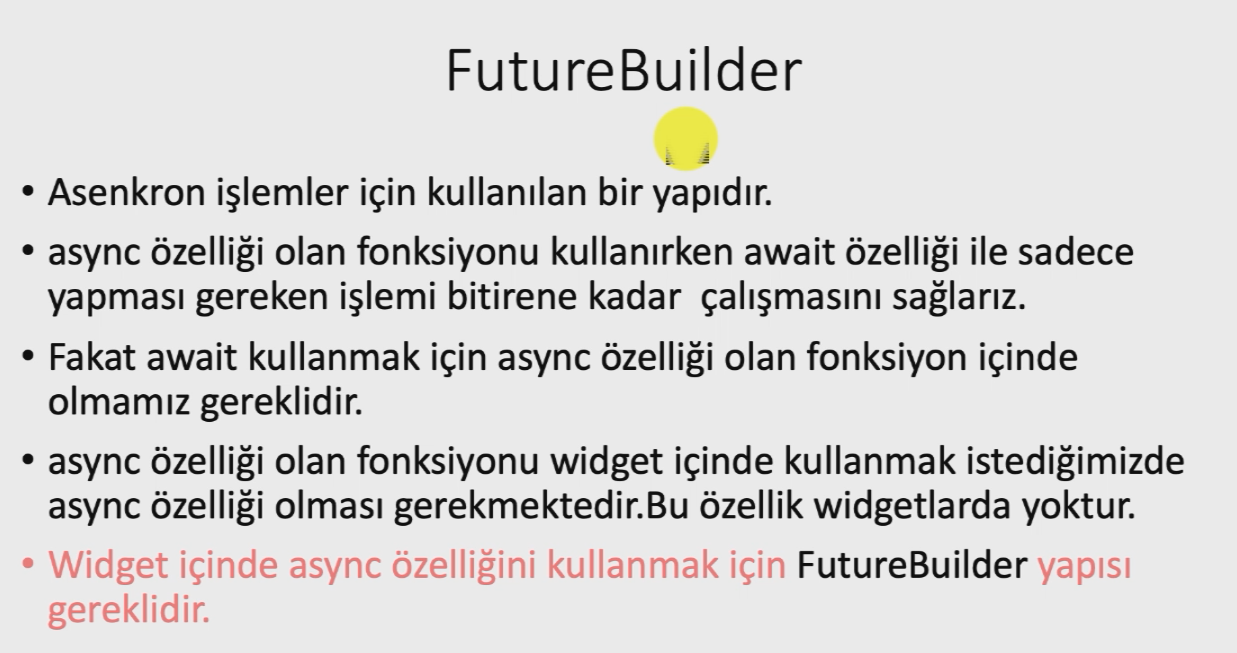 FutureBuilder
• Asenkron işlemler için kullanılan bir yapıdır.
• async özelliği olan fonksiyonu kullanırken await özelliği ile sadece
yapması gereken işlemi bitirene kadar  çalışmasını sağlarız.
• Fakat await kullanmak için async özelliği olan fonksiyon içinde
olmamız gereklidir.
• async özelliği olan fonksiyonu widget içinde kullanmak istediğimizde
async özelliği olması gerekmektedir.Bu özellik widgetlarda yoktur.
• Widget içinde async özelliğini kullanmak için FutureBuilder yapısı
gereklidir.